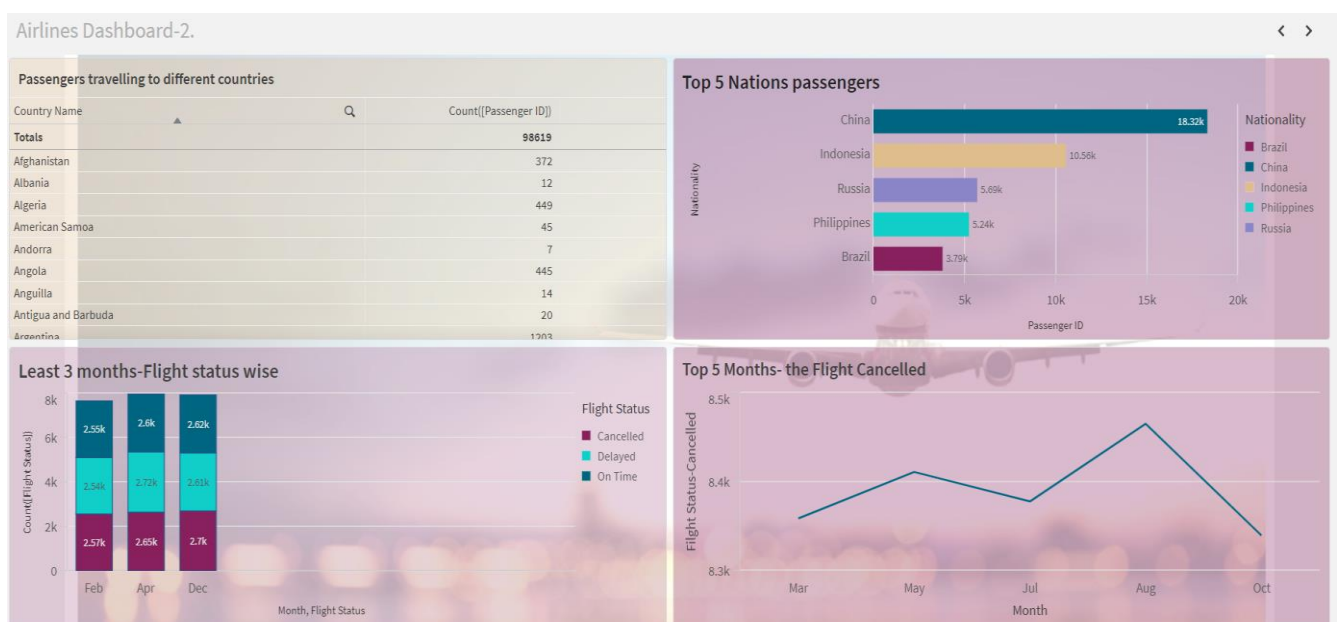 Airlines Dashboard-2.
Passengers travelling to different countries
Country Name Count([Passenger ID])
Totals 98619
Afghanistan 372
Albania 12
Algeria 449
American Samoa 45
Andorra 7
Angola 445
Anguilla 14
Antigua and Barbuda 20
Argentina 1203
Top 5 Nations passengers
Nationality
China 18.32k
Indonesia 10.56k
Russia 5.69k
Philippines 5.24k
Brazil 3.79k
0 5k 10k 15k 20k
Passenger ID
Nationality
Brazil
China
Indonesia
Philippines
Russia
Least 3 months-Flight status wise
Count([Flight Status])
8k
6k
4k
2k
0
2.55k 2.6k 2.62k
2.54k 2.72k 2.61k
2.57k 2.65k 2.7k
Feb Apr Dec
Month, Flight Status
Flight Status
Cancelled
Delayed
On Time
Top 5 Months- the Flight Cancelled
Filght Status-Cancelled
8.5k
8.4k
8.3k
Mar May Jul Aug Oct
Month